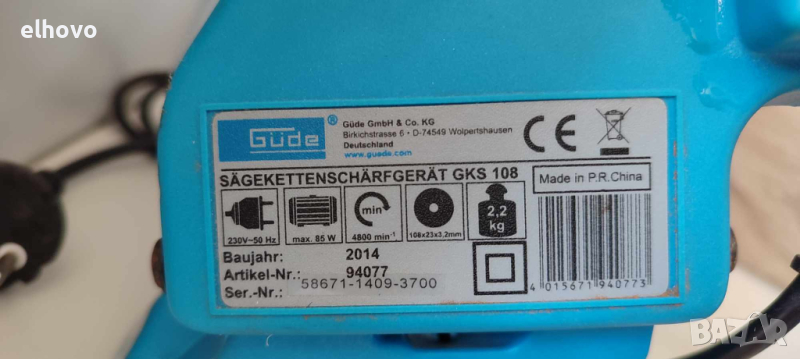 elhovo
Güde ®
Güde GmbH & Co. KG
Birkichstrasse 6 • D-74549 Wolpertshausen
Deutschland
www.guede.com
CE
SÄGEKETTENSCHÄRFGERÄT GKS 108
Made in P.R.China
min
2,2 kg
230V~50 Hz
max. 85 W
4800 min⁻¹
108x23x3,2mm
Baujahr: 2014
Artikel-Nr.: 94077
Ser.-Nr.: 58671-1409-3700
4 015671 940773
BAZAR